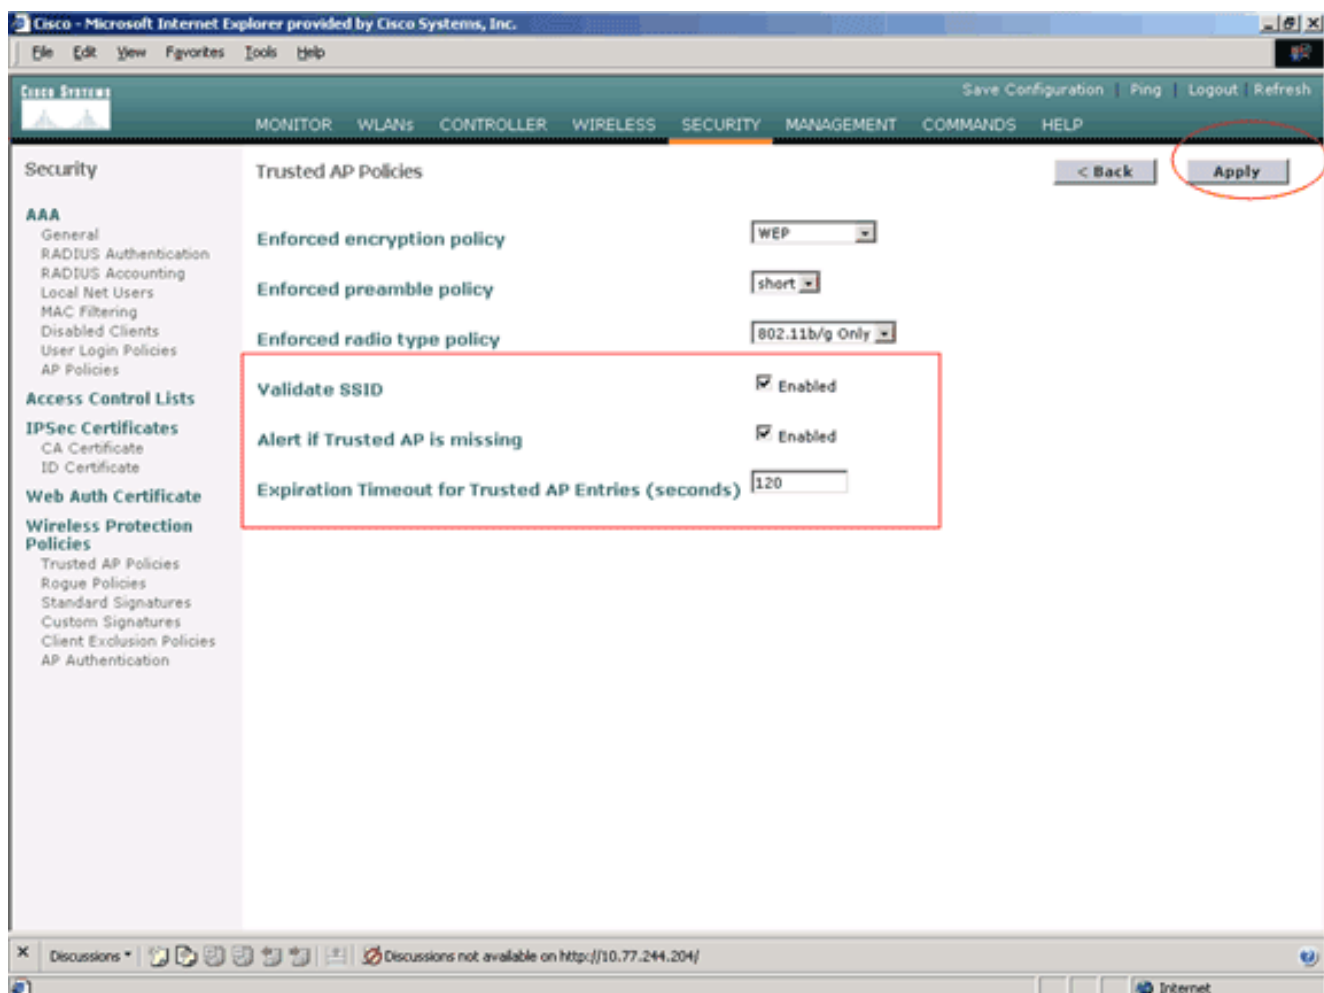 Cisco - Microsoft Internet Explorer provided by Cisco Systems, Inc.
File Edit View Favorites Tools Help
Cisco Systems
Save Configuration | Ping | Logout | Refresh
MONITOR WLANs CONTROLLER WIRELESS SECURITY MANAGEMENT COMMANDS HELP
Security
AAA
General
RADIUS Authentication
RADIUS Accounting
Local Net Users
MAC Filtering
Disabled Clients
User Login Policies
AP Policies
Access Control Lists
IPSec Certificates
CA Certificate
ID Certificate
Web Auth Certificate
Wireless Protection
Policies
Trusted AP Policies
Rogue Policies
Standard Signatures
Custom Signatures
Client Exclusion Policies
AP Authentication
Trusted AP Policies
< Back Apply
Enforced encryption policy WEP
Enforced preamble policy short
Enforced radio type policy 802.11b/g Only
Validate SSID Enabled
Alert if Trusted AP is missing Enabled
Expiration Timeout for Trusted AP Entries (seconds) 120
Discussions Discussions not available on http://10.77.244.204/
Internet